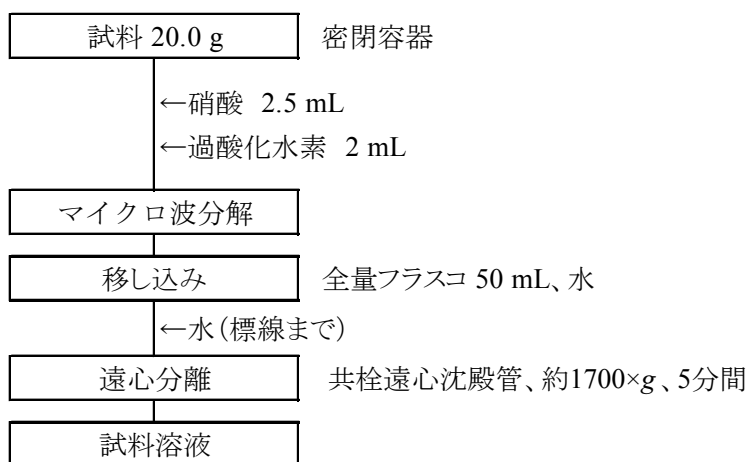 試料 20.0 g 密閉容器
←硝酸 2.5 mL
←過酸化水素 2 mL
マイクロ波分解
移し込み 全量フラスコ 50 mL、水
←水（標線まで）
遠心分離 共栓遠心沈殿管、約1700×g、5分間
試料溶液